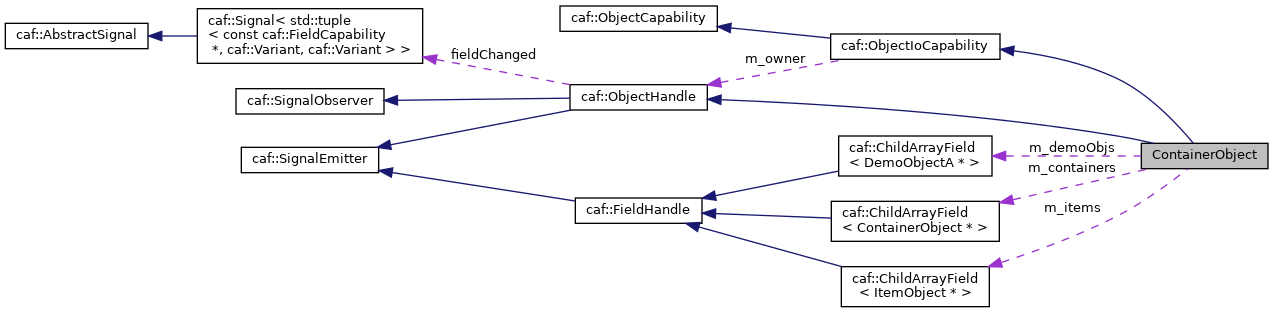 caf::AbstractSignal
caf::Signal< std::tuple
< const caf::FieldCapability
*, caf::Variant, caf::Variant > >
caf::ObjectCapability
caf::ObjectIoCapability
fieldChanged
m_owner
caf::SignalObserver
caf::ObjectHandle
caf::SignalEmitter
caf::ChildArrayField
< DemoObjectA * >
m_demoObjs
ContainerObject
m_containers
caf::FieldHandle
caf::ChildArrayField
< ContainerObject * >
m_items
caf::ChildArrayField
< ItemObject * >